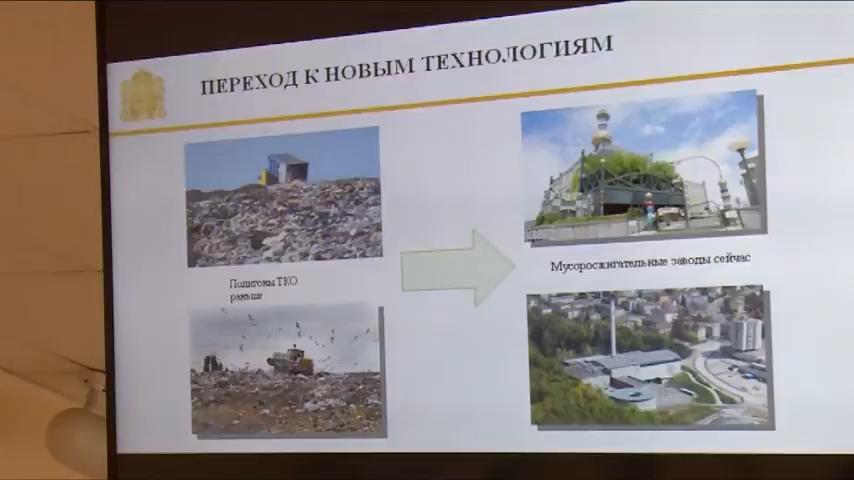 ПЕРЕХОД К НОВЫМ ТЕХНОЛОГИЯМ
Полигоны ТКО
раньше
Мусоросжигательные заводы сейчас